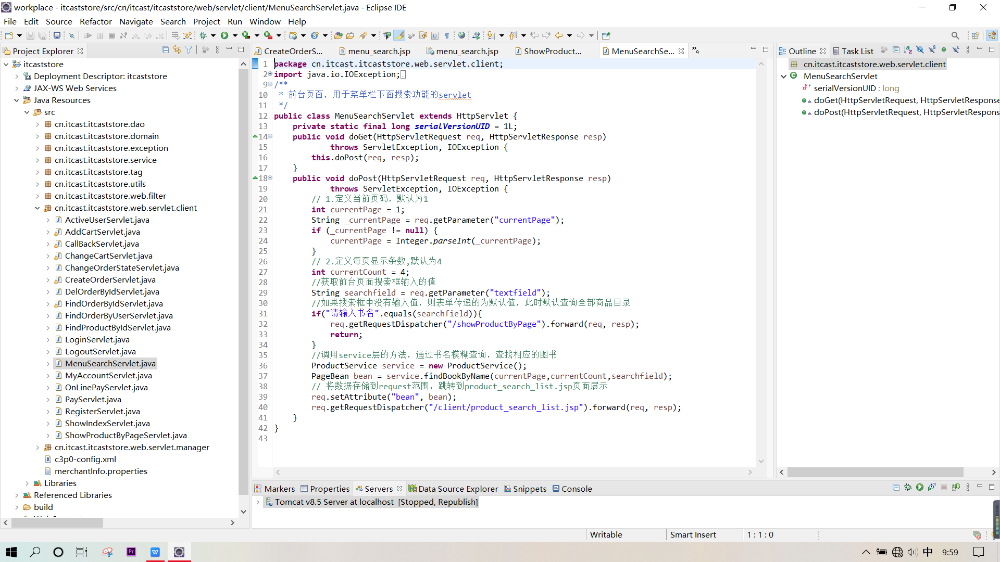 workplace - itcaststore/src/cn/itcast/itcaststore/web/servlet/client/MenuSearchServlet.java - Eclipse IDE
File Edit Source Refactor Navigate Search Project Run Window Help
Project Explorer
itcaststore
Deployment Descriptor: itcaststore
JAX-WS Web Services
Java Resources
src
cn.itcast.itcaststore.dao
cn.itcast.itcaststore.domain
cn.itcast.itcaststore.exception
cn.itcast.itcaststore.service
cn.itcast.itcaststore.tag
cn.itcast.itcaststore.utils
cn.itcast.itcaststore.web.filter
cn.itcast.itcaststore.web.servlet.client
ActiveUserServlet.java
AddCartServlet.java
CallBackServlet.java
ChangeCartServlet.java
ChangeOrderStateServlet.java
CreateOrderServlet.java
DelOrderByIdServlet.java
FindOrderByIdServlet.java
FindOrderByUserServlet.java
FindProductByIdServlet.java
LoginServlet.java
LogoutServlet.java
MenuSearchServlet.java
MyAccountServlet.java
OnLinePayServlet.java
PayServlet.java
RegisterServlet.java
ShowIndexServlet.java
ShowProductByPageServlet.java
cn.itcast.itcaststore.web.servlet.manager
c3p0-config.xml
merchantInfo.properties
Libraries
Referenced Libraries
build
CreateOrderS... menu_search.jsp menu_search.jsp ShowProduct... MenuSearchSe...
1 package cn.itcast.itcaststore.web.servlet.client;
2 import java.io.IOException;
9 /**
10 * 前台页面，用于菜单栏下面搜索功能的servlet
11 */
12 public class MenuSearchServlet extends HttpServlet {
13 private static final long serialVersionUID = 1L;
14 public void doGet(HttpServletRequest req, HttpServletResponse resp)
15 throws ServletException, IOException {
16 this.doPost(req, resp);
17 }
18 public void doPost(HttpServletRequest req, HttpServletResponse resp)
19 throws ServletException, IOException {
20 // 1.定义当前页码，默认为1
21 int currentPage = 1;
22 String _currentPage = req.getParameter("currentPage");
23 if (_currentPage != null) {
24 currentPage = Integer.parseInt(_currentPage);
25 }
26 // 2.定义每页显示条数,默认为4
27 int currentCount = 4;
28 //获取前台页面搜索框输入的值
29 String searchfield = req.getParameter("textfield");
30 //如果搜索框中没有输入值，则表单传递的为默认值，此时默认查询全部商品目录
31 if("请输入书名".equals(searchfield)){
32 req.getRequestDispatcher("/showProductByPage").forward(req, resp);
33 return;
34 }
35 //调用service层的方法，通过书名模糊查询，查找相应的图书
36 ProductService service = new ProductService();
37 PageBean bean = service.findBookByName(currentPage,currentCount,searchfield);
38 // 将数据存储到request范围，跳转到product_search_list.jsp页面展示
39 req.setAttribute("bean", bean);
40 req.getRequestDispatcher("/client/product_search_list.jsp").forward(req, resp);
41 }
42 }
43
Outline Task List
cn.itcast.itcaststore.web.servlet.client
MenuSearchServlet
serialVersionUID : long
doGet(HttpServletRequest, HttpServletResponse
doPost(HttpServletRequest, HttpServletRespons
Markers Properties Servers Data Source Explorer Snippets Console
Tomcat v8.5 Server at localhost [Stopped, Republish]
Writable Smart Insert 1 : 1 : 0
Pr
中 9:59